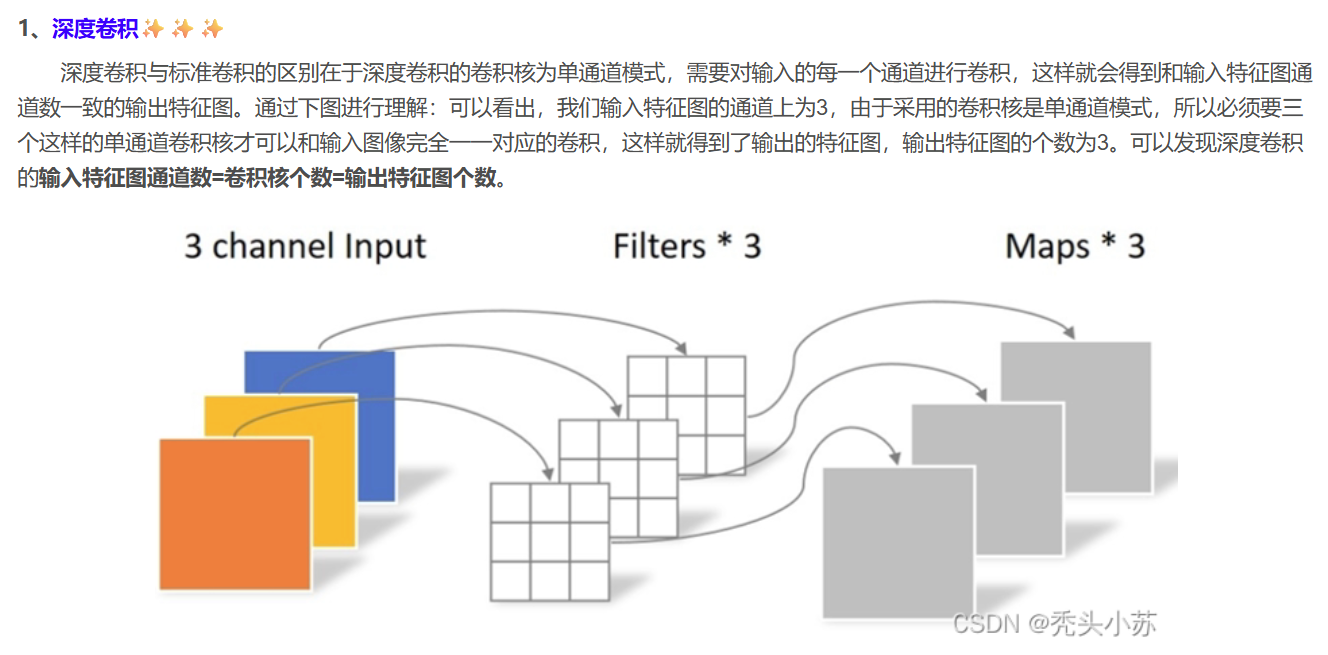 1、深度卷积✨ ✨ ✨
深度卷积与标准卷积的区别在于深度卷积的卷积核为单通道模式，需要对输入的每一个通道进行卷积，这样就会得到和输入特征图通
道数一致的输出特征图。通过下图进行理解：可以看出，我们输入特征图的通道上为3，由于采用的卷积核是单通道模式，所以必须要三
个这样的单通道卷积核才可以和输入图像完全一一对应的卷积，这样就得到了输出的特征图，输出特征图的个数为3。可以发现深度卷积
的输入特征图通道数=卷积核个数=输出特征图个数。
3 channel Input
Filters * 3
Maps * 3
CSDN @秃头小苏